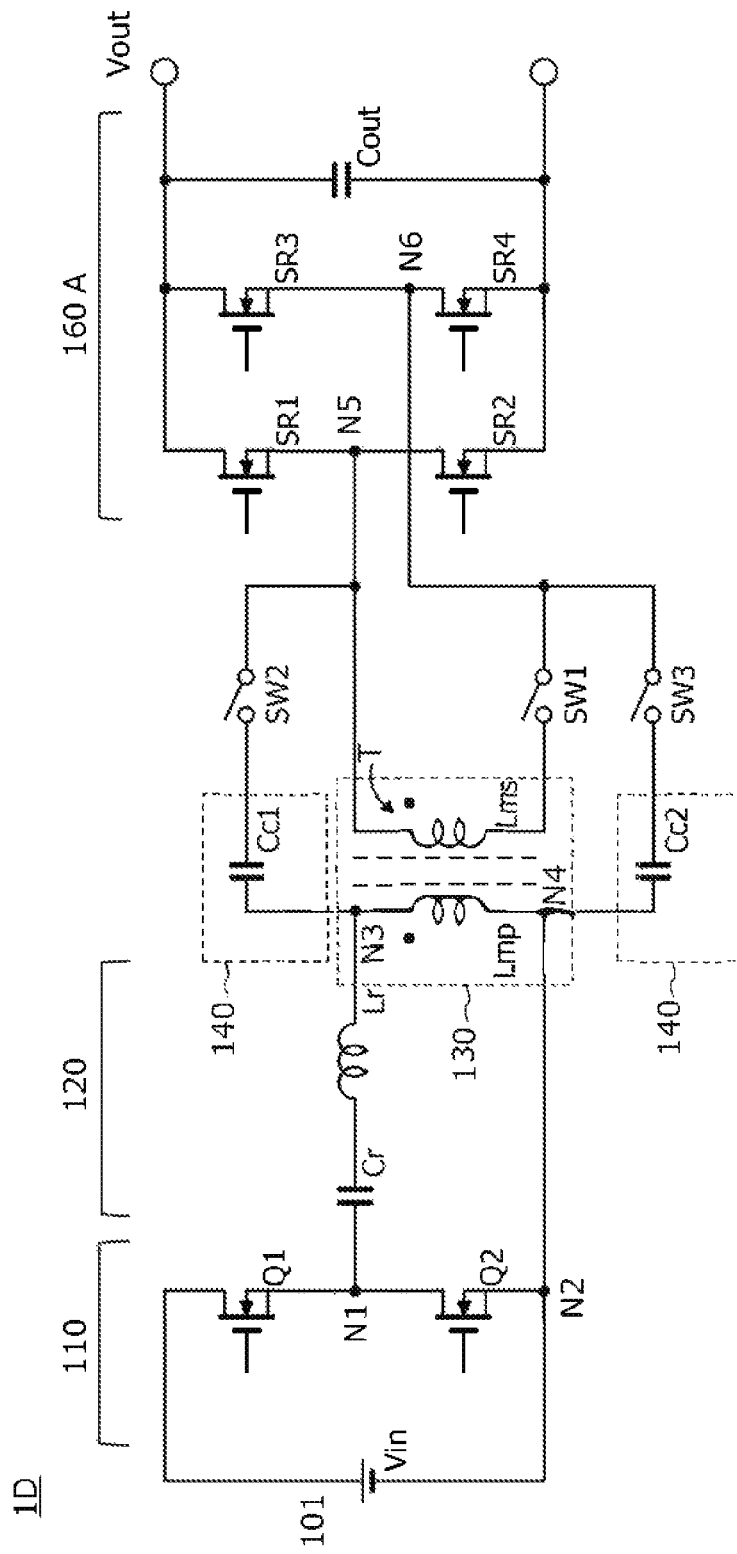 1D
110
120
160 A
Vout
101
Vin
Q1
N1
Q2
N2
Cr
Lr
N3
N4
140
Cc1
SW2
130
Lmp
Lms
T
SW1
140
Cc2
SW3
SR1
N5
SR2
SR3
N6
SR4
Cout